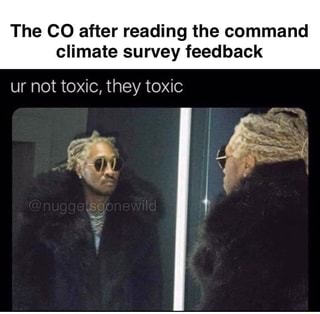 The CO after reading the command
climate survey feedback
ur not toxic, they toxic
@nuggetsgonewild